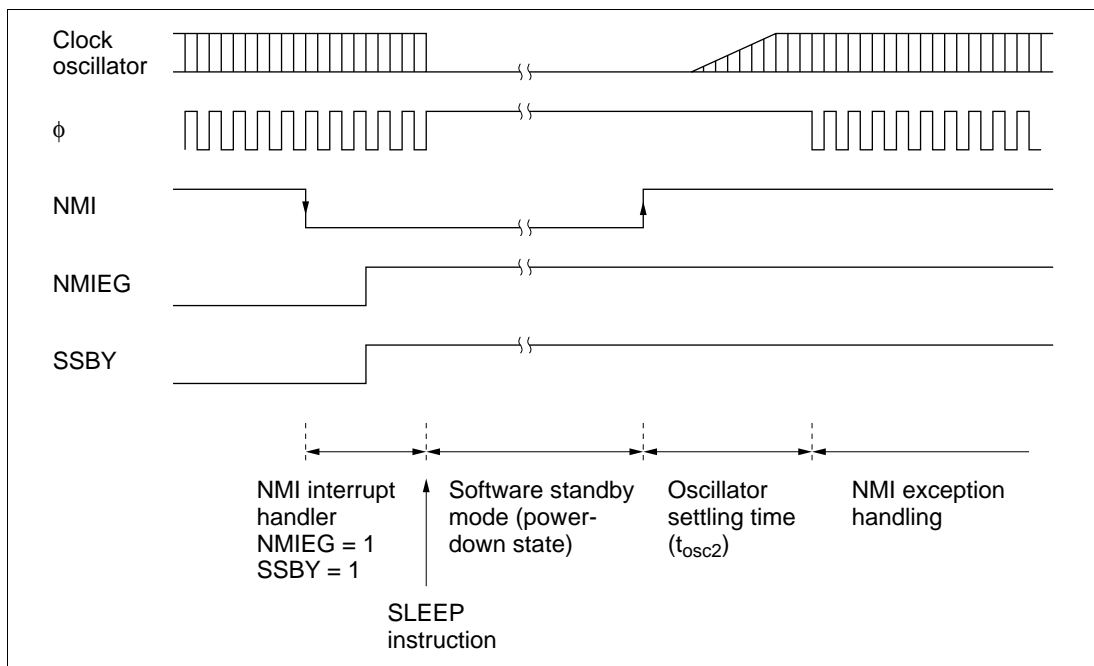 Clock
oscillator
φ
NMI
NMIEG
SSBY
NMI interrupt
handler
NMIEG = 1
SSBY = 1
Software standby
mode (power-
down state)
Oscillator
settling time
(tosc2)
NMI exception
handling
SLEEP
instruction